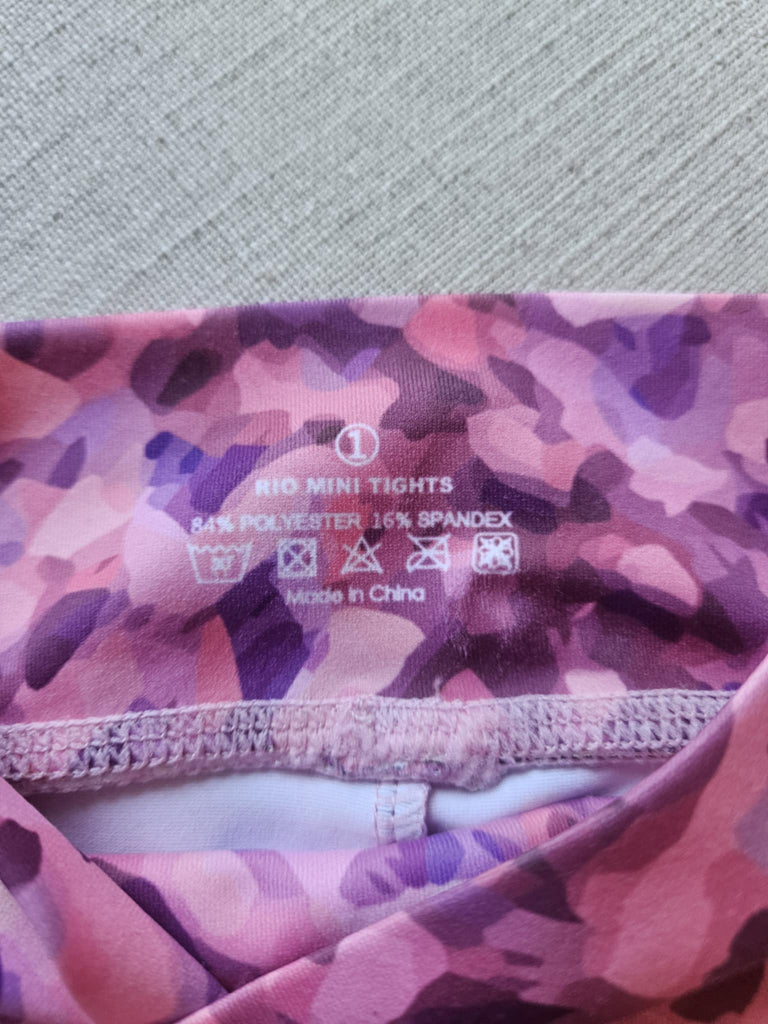 1
RIO MINI TIGHTS
84% POLYESTER 16% SPANDEX
30
Made in China